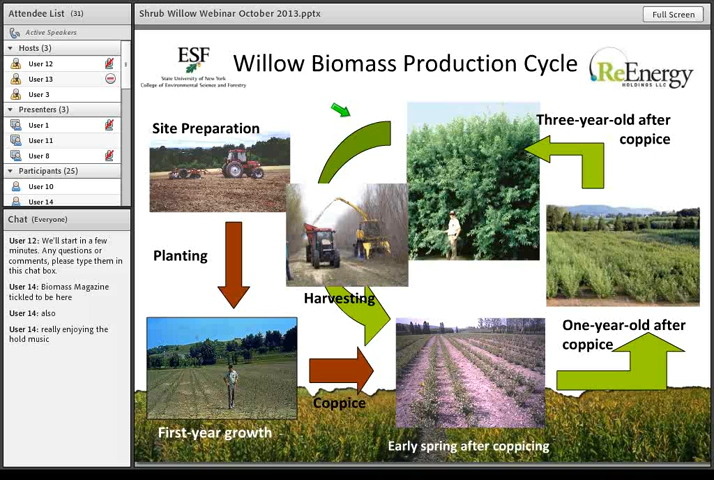 Attendee List (31)
Active Speakers
Hosts (3)
User 12
User 13
User 3
Presenters (3)
User 1
User 11
User 8
Participants (25)
User 10
User 14
Chat (Everyone)
User 12: We'll start in a few
minutes. Any questions or
comments, please type them in
this chat box.
User 14: Biomass Magazine
tickled to be here
User 14: also
User 14: really enjoying the
hold music
Shrub Willow Webinar October 2013.pptx
Full Screen
ESF
State University of New York
College of Environmental Science and Forestry
Willow Biomass Production Cycle
ReEnergy
HOLDINGS LLC
Site Preparation
Three-year-old after
coppice
Planting
Harvesting
One-year-old after
coppice
Coppice
First-year growth
Early spring after coppicing